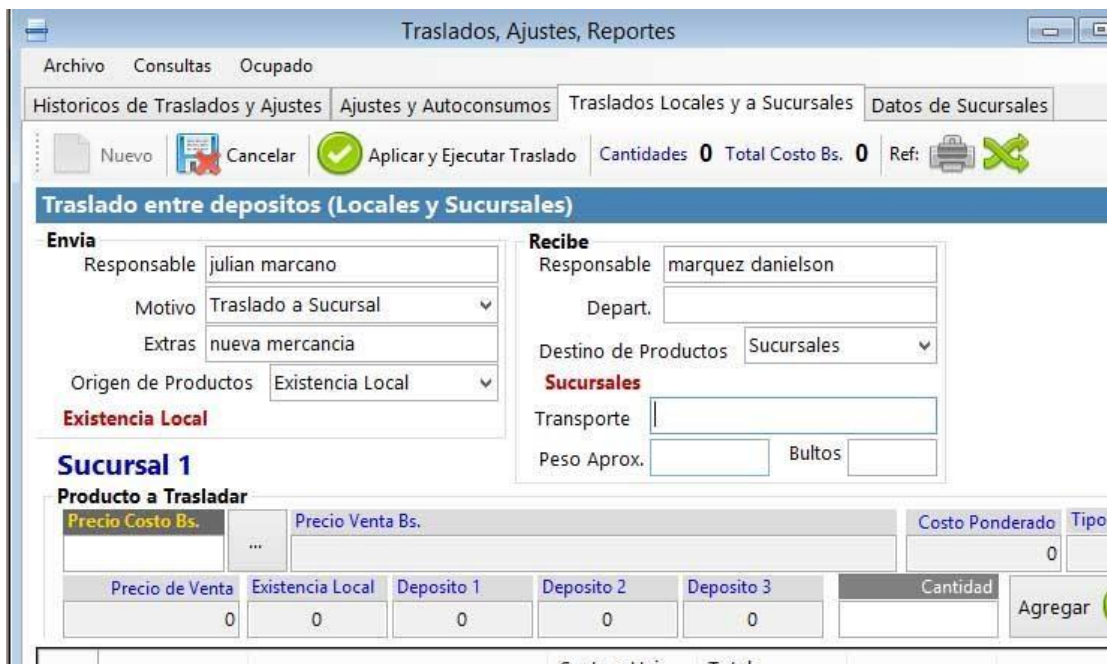 Traslados, Ajustes, Reportes
Archivo Consultas Ocupado
Historicos de Traslados y Ajustes Ajustes y Autoconsumos Traslados Locales y a Sucursales Datos de Sucursales
Nuevo Cancelar Aplicar y Ejecutar Traslado Cantidades 0 Total Costo Bs. 0 Ref:
Traslado entre depositos (Locales y Sucursales)
Envia
Responsable julian marcano
Motivo Traslado a Sucursal
Extras nueva mercancia
Origen de Productos Existencia Local
Existencia Local
Recibe
Responsable marquez danielson
Depart.
Destino de Productos Sucursales
Sucursales
Transporte
Peso Aprox. Bultos
Sucursal 1
Producto a Trasladar
Precio Costo Bs. ... Precio Venta Bs. Costo Ponderado Tipo
0
Precio de Venta Existencia Local Deposito 1 Deposito 2 Deposito 3 Cantidad
0 0 0 0 0 Agregar